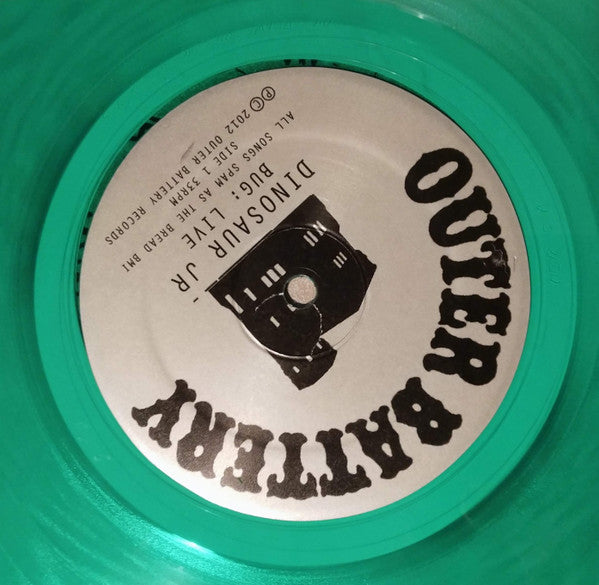 OUTER BATTERY
DINOSAUR JR
BUG: LIVE
ALL SONGS SPAM AS THE BREAD BMI
SIDE 1 33RPM
℗©2012 OUTER BATTERY RECORDS